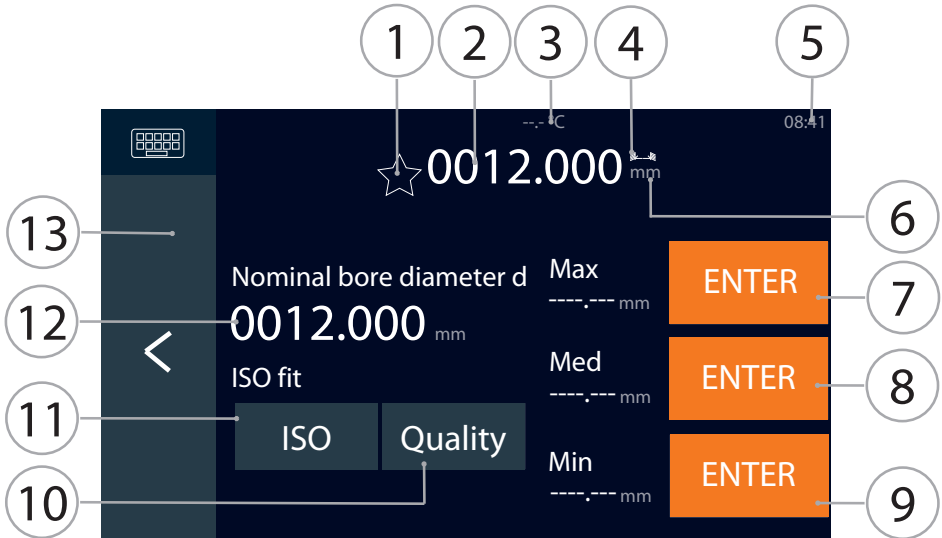 1 2 3 4 5
--.- °C 08:41
0012.000 mm
6
13
Nominal bore diameter d
Max
----.--- mm
ENTER
7
12
0012.000 mm
Med
----.--- mm
ENTER
8
ISO fit
11
ISO Quality
Min
----.--- mm
ENTER
10
9